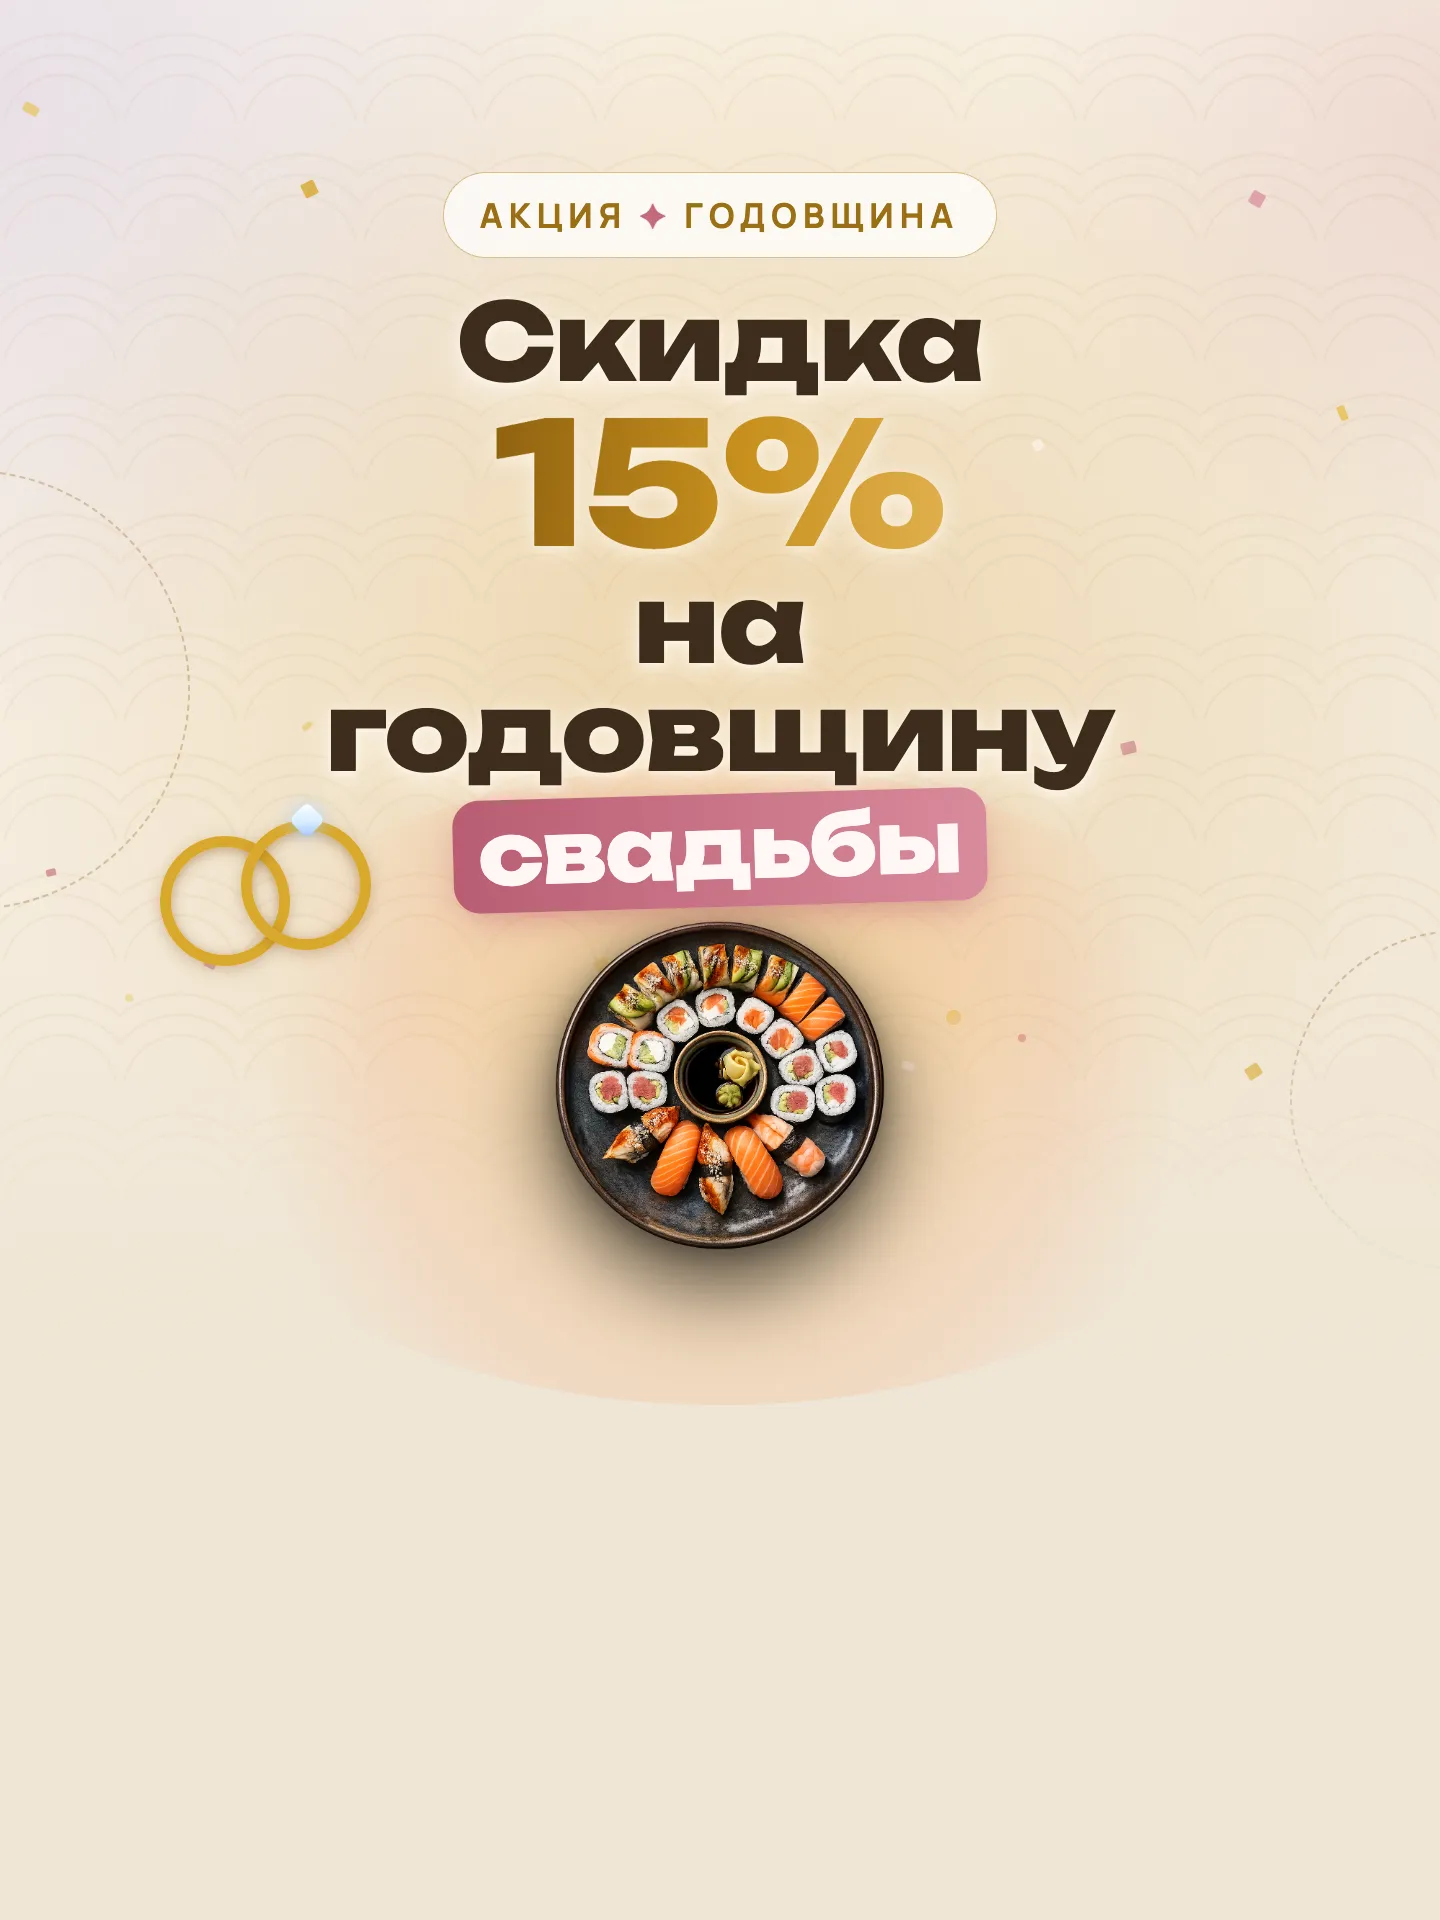 АКЦИЯ ✦ ГОДОВЩИНА
Скидка
15%
на
годовщину
свадьбы